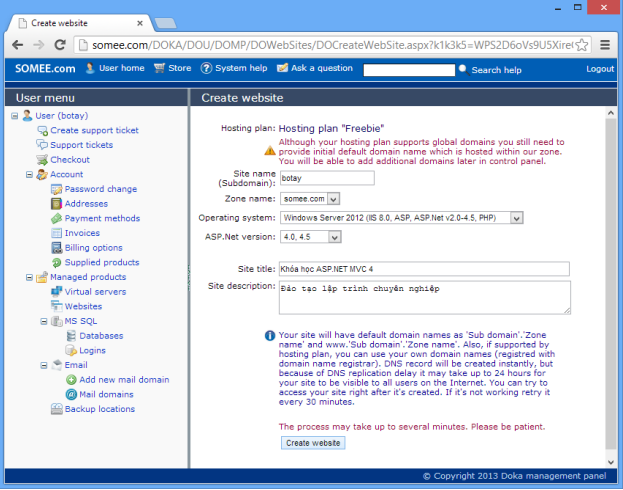 Create website
somee.com/DOKA/DOU/DOMP/DOWebSites/DOCreateWebSite.aspx?k1k3k5=WPS2D6oVs9U5Xire
SOMEE.com User home Store System help Ask a question Search help Logout
User menu
Create website
User (botay)
Create support ticket
Support tickets
Checkout
Account
Password change
Addresses
Payment methods
Invoices
Billing options
Supplied products
Managed products
Virtual servers
Websites
MS SQL
Databases
Logins
Email
Add new mail domain
Mail domains
Backup locations
Hosting plan: Hosting plan "Freebie"
Although your hosting plan supports global domains you still need to
provide initial default domain name which is hosted within our zone.
You will be able to add additional domains later in control panel.
Site name
(Subdomain): botay
Zone name: somee.com
Operating system: Windows Server 2012 (IIS 8.0, ASP, ASP.Net v2.0-4.5, PHP)
ASP.Net version: 4.0, 4.5
Site title: Khóa học ASP.NET MVC 4
Site description: Đào tạo lập trình chuyên nghiệp
Your site will have default domain names as 'Sub domain'.'Zone
name' and www.'Sub domain'.'Zone name'. Also, if supported by
hosting plan, you can use your own domain names (registred with
domain name registrar). DNS record will be created instantly, but
because of DNS replication delay it may take up to 24 hours for
your site to be visible to all users on the Internet. You can try to
access your site right after it's created. If it's not working retry it
every 30 minutes.
The process may take up to several minutes. Please be patient.
Create website
© Copyright 2013 Doka management panel